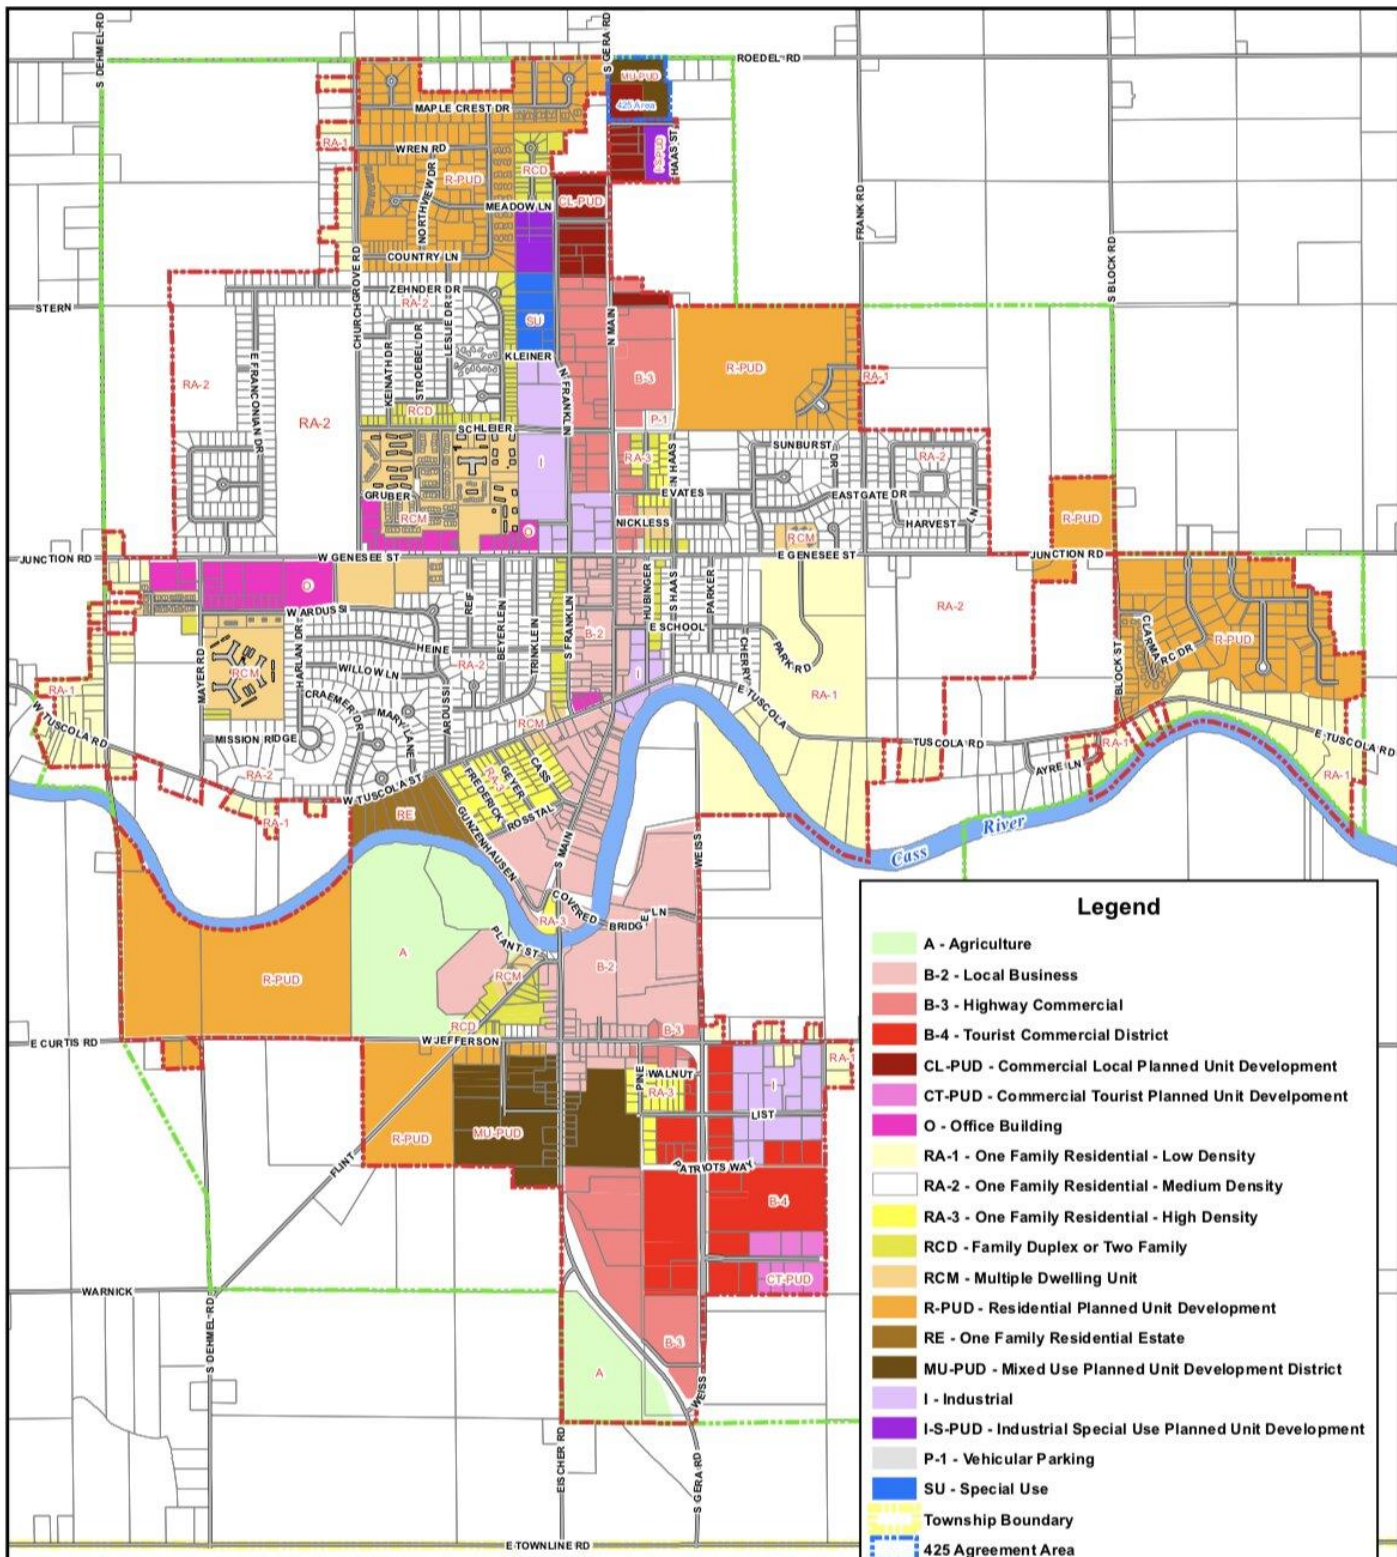 S DEHMEL RD
S GERA RD
ROEDEL RD
MU-PUD
425 Area
MAPLE CREST DR
RA-1
WREN RD
RCD
I-S-PUD
HAAS ST
NORTHVIEW DR
R-PUD
MEADOW LN
CL-PUD
FRANK RD
S BLOCK RD
COUNTRY LN
CHURCHGROVE RD
ZEHNDER DR
RA-2
STERN
LESLIE DR
STROEBEL DR
KEINATH DR
SU
KLEINER
N MAIN
N FRANKLIN
E FRANCONIAN DR
RA-2
RA-2
B-3
R-PUD
RA-1
RCD
P-1
SCHLEIER
I
RA-3
N HAAS
SUNBURST
DR
RA-2
GRUBER
RCM
E VATES
EASTGATE DR
NICKLESS
HARVEST
LN
R-PUD
O
RCM
JUNCTION RD
W GENESEE ST
E GENESEE ST
JUNCTION RD
O
W ARDUSSI
REIF
BEYERLEIN
TRINKLEIN
S FRANKLIN
HUBINGER
S HAAS
PARKER
RA-2
B-2
E SCHOOL
CHERRY
PARK RD
CLARMARC DR
R-PUD
MAYER RD
HARLAN DR
HEINE
RA-2
WILLOW LN
RCM
I
RA-1
BLOCK ST
RA-1
CRAEMER DR
MARY LANE
ARDUSSI
E TUSCOLA
W TUSCOLA RD
MISSION RIDGE
RCM
TUSCOLA RD
RA-1
E TUSCOLA RD
AYRE LN
RA-1
RA-2
W TUSCOLA ST
RA-3
FREDERICK
GEYER
CASS
ROSSTAL
RA-1
RE
GUNZENHAUSEN
S MAIN
WEISS
Cass
River
COVERED
BRIDGE LN
RA-3
PLANT ST
A
R-PUD
RCM
B-2
RCD
B-3
E CURTIS RD
W JEFFERSON
RA-1
PINE
WALNUT
RA-3
I
LIST
R-PUD
MU-PUD
FLINT
PATRIOTS WAY
B-4
CT-PUD
WARNICK
S DEHMEL RD
B-3
A
WEISS
EISCHER RD
S GERA RD
E TOWNLINE RD
Legend
A - Agriculture
B-2 - Local Business
B-3 - Highway Commercial
B-4 - Tourist Commercial District
CL-PUD - Commercial Local Planned Unit Development
CT-PUD - Commercial Tourist Planned Unit Develpoment
O - Office Building
RA-1 - One Family Residential - Low Density
RA-2 - One Family Residential - Medium Density
RA-3 - One Family Residential - High Density
RCD - Family Duplex or Two Family
RCM - Multiple Dwelling Unit
R-PUD - Residential Planned Unit Development
RE - One Family Residential Estate
MU-PUD - Mixed Use Planned Unit Development District
I - Industrial
I-S-PUD - Industrial Special Use Planned Unit Development
P-1 - Vehicular Parking
SU - Special Use
Township Boundary
425 Agreement Area